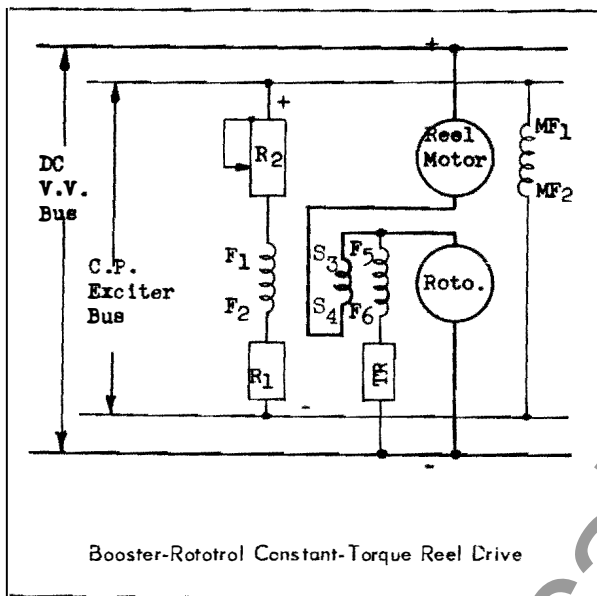 +
+
DC
V.V.
Bus
C.P.
Exciter
Bus
R2
F1
F2
R1
-
Reel
Motor
S3
S4
F5
F6
TR
Roto.
MF1
MF2
-
Booster-Rototrol Constant-Torque Reel Drive